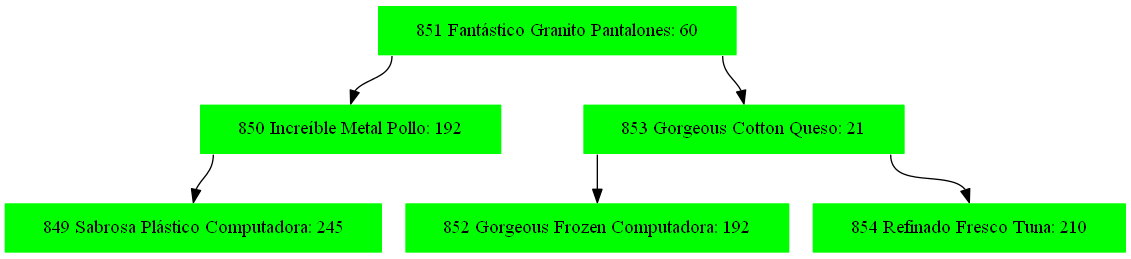 851 Fantástico Granito Pantalones: 60
850 Increíble Metal Pollo: 192
853 Gorgeous Cotton Queso: 21
849 Sabrosa Plástico Computadora: 245
852 Gorgeous Frozen Computadora: 192
854 Refinado Fresco Tuna: 210